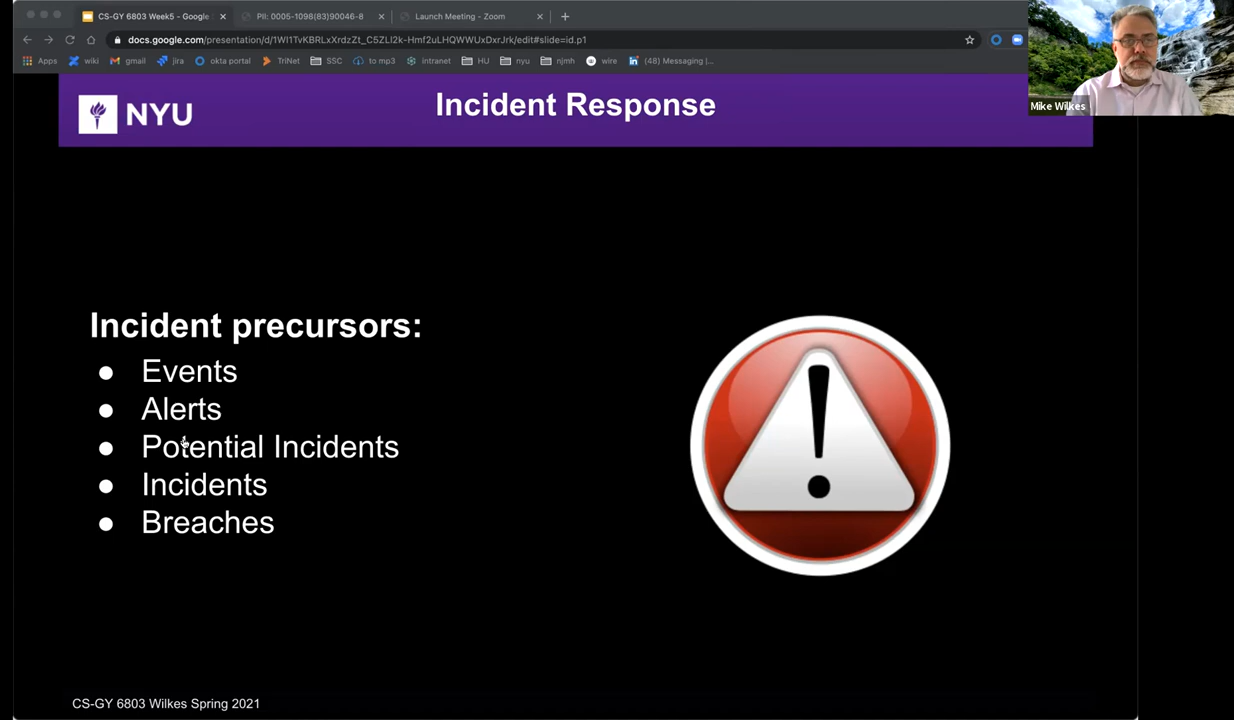 CS-GY 6803 Week5 - Google
PII: 0005-1098(83)90046-8
Launch Meeting - Zoom
docs.google.com/presentation/d/1WI1TvKBRLxXrdzZt_C5ZLI2k-Hmf2uLHQWWUxDxrJrk/edit#slide=id.p1
Apps wiki gmail jira okta portal TriNet SSC to mp3 intranet HU nyu njmh wire (48) Messaging |...
Mike Wilkes
NYU
Incident Response
Incident precursors:
● Events
● Alerts
● Potential Incidents
● Incidents
● Breaches
CS-GY 6803 Wilkes Spring 2021